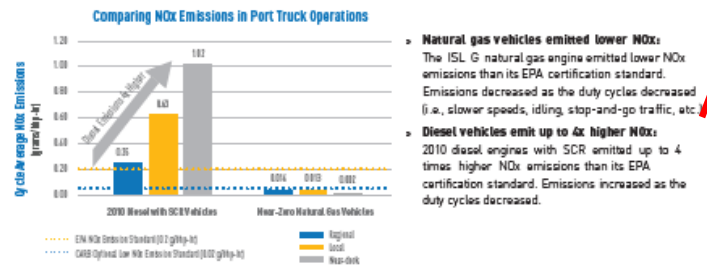 Comparing NOx Emissions in Port Truck Operations
Cycle Average NOx Emissions
(grams/bhp-hr)
1.20
1.00
0.80
0.60
0.40
0.20
0.00
Diesel Emissions 4x Higher
0.63
1.02
0.014
0.013
0.002
2010 Diesel with SCR Vehicles
Near-Zero Natural Gas Vehicles
EPA NOx Emission Standard (0.2 g/bhp-hr)
CARB Optional Low NOx Emission Standard (0.02 g/bhp-hr)
Regional
Local
Near-dock
Natural gas vehicles emitted lower NOx:
The ISL G natural gas engine emitted lower NOx
emissions than its EPA certification standard.
Emissions decreased as the duty cycles decreased
(i.e., slower speeds, idling, stop-and-go traffic, etc.)
Diesel vehicles emit up to 4x higher NOx:
2010 diesel engines with SCR emitted up to 4
times higher NOx emissions than its EPA
certification standard. Emissions increased as the
duty cycles decreased.